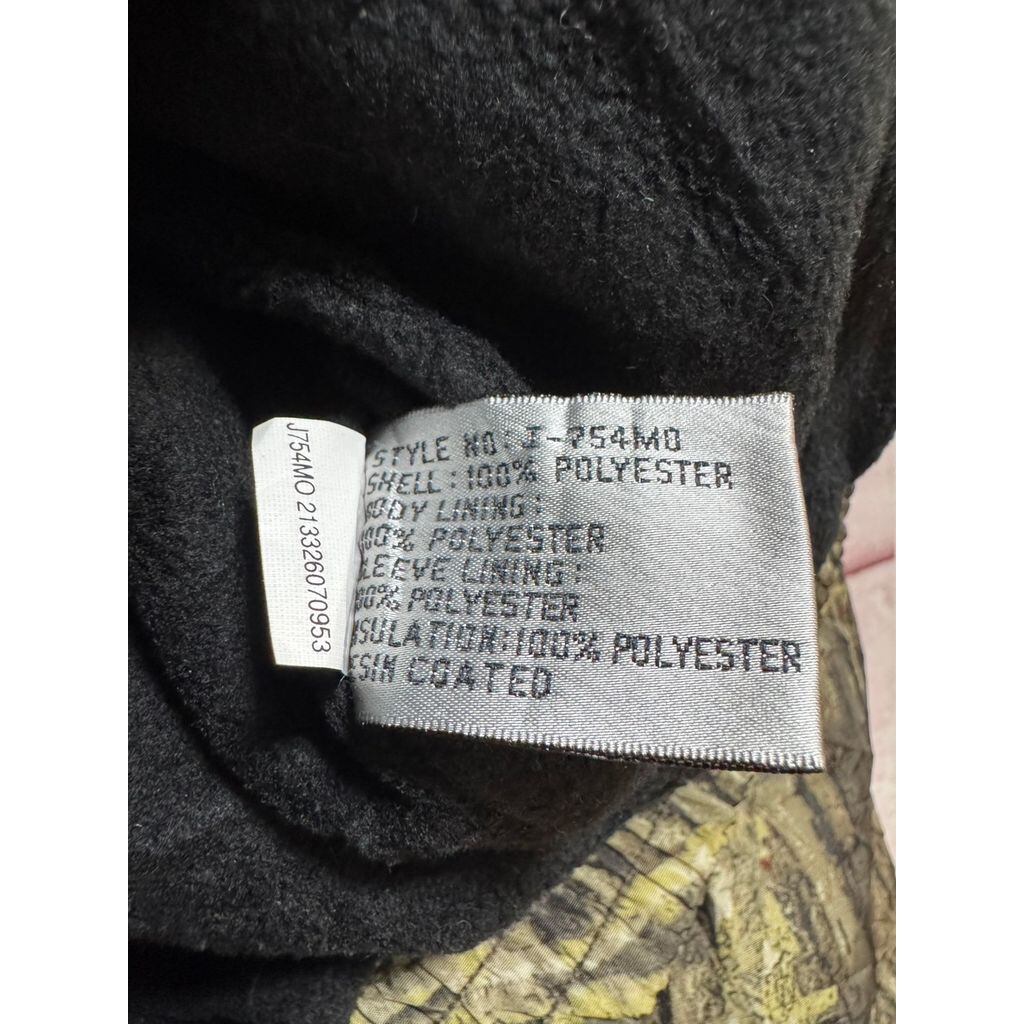 J754MO 213326070953
STYLE NO: J-754MO
SHELL: 100% POLYESTER
BODY LINING:
100% POLYESTER
SLEEVE LINING:
100% POLYESTER
INSULATION: 100% POLYESTER
RESIN COATED